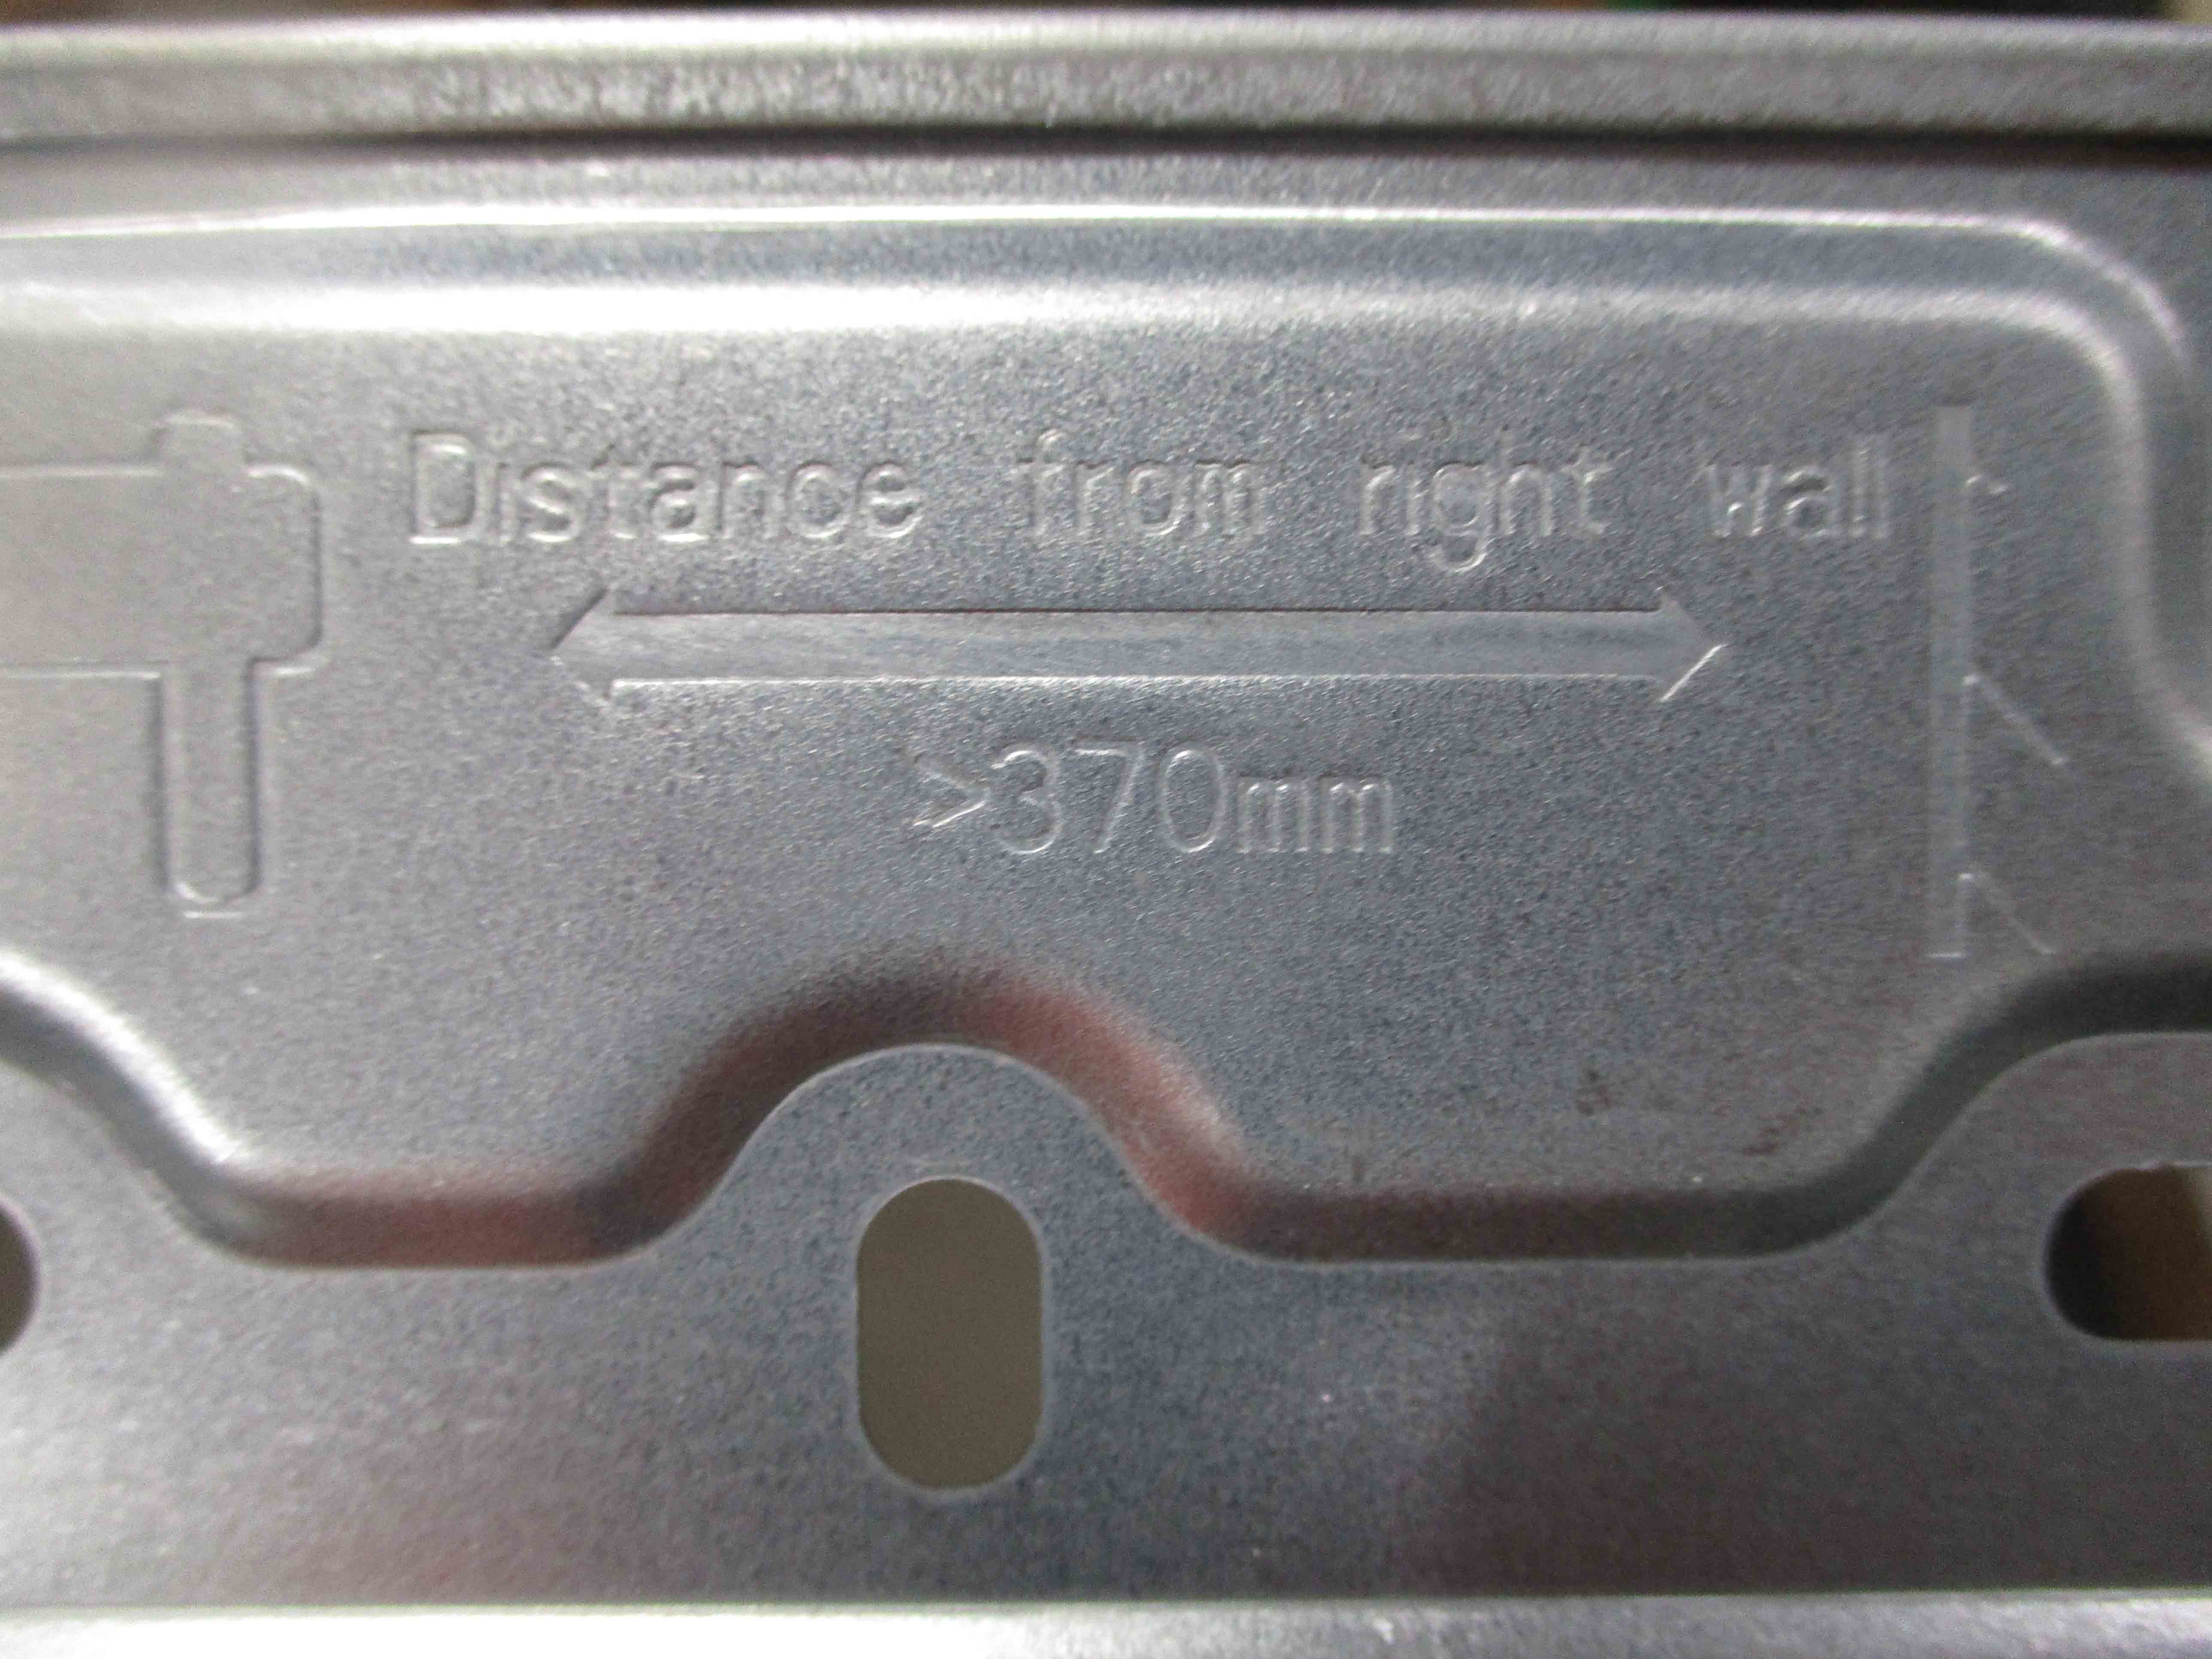 Distance from right wall
>370mm